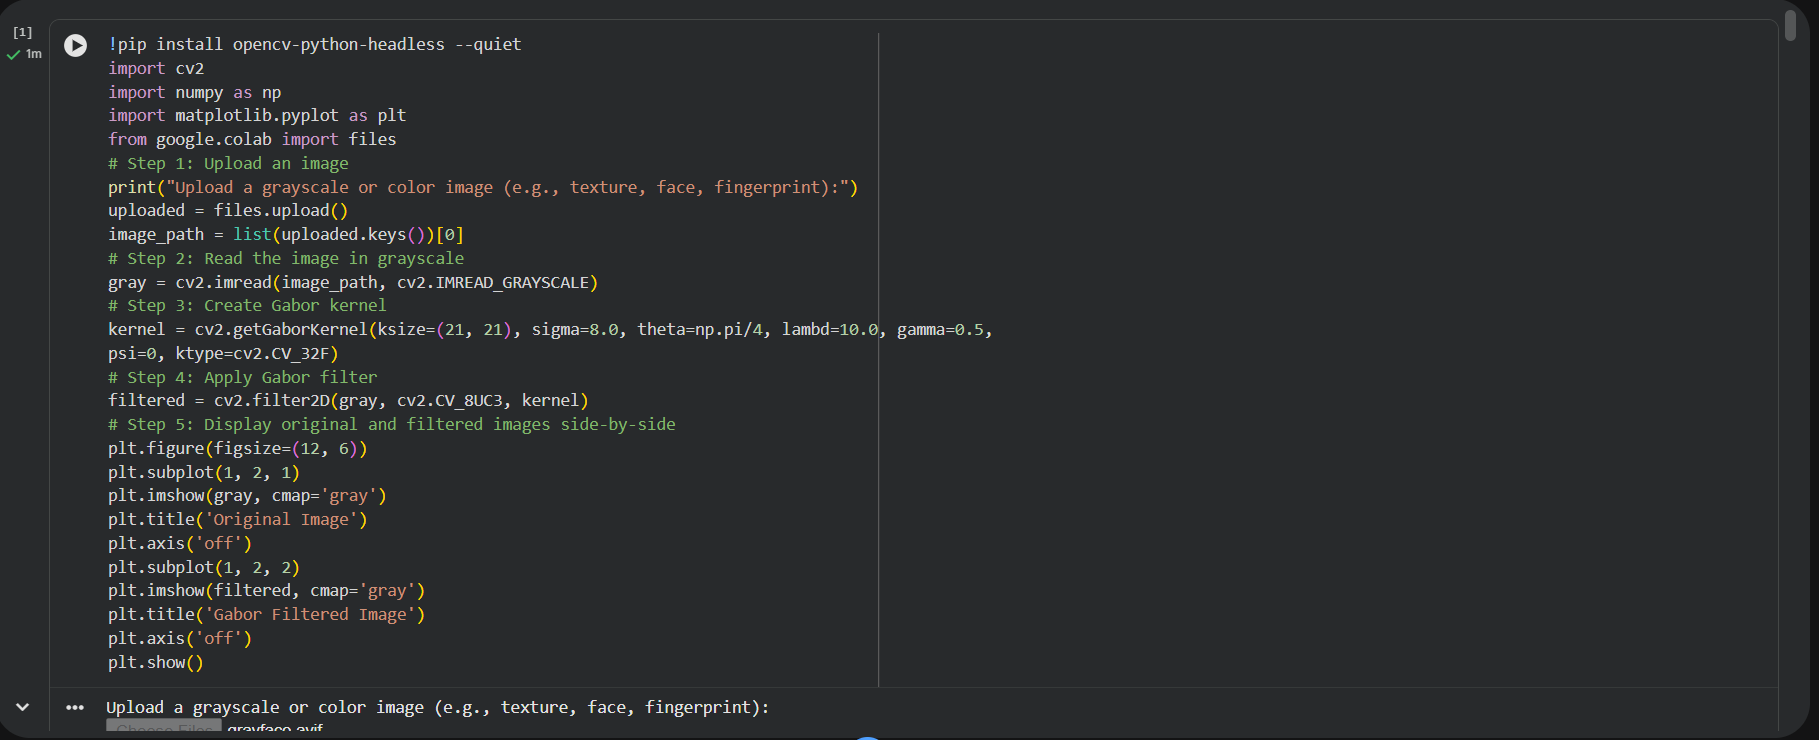 [1]
1m
!pip install opencv-python-headless --quiet
import cv2
import numpy as np
import matplotlib.pyplot as plt
from google.colab import files
# Step 1: Upload an image
print("Upload a grayscale or color image (e.g., texture, face, fingerprint):")
uploaded = files.upload()
image_path = list(uploaded.keys())[0]
# Step 2: Read the image in grayscale
gray = cv2.imread(image_path, cv2.IMREAD_GRAYSCALE)
# Step 3: Create Gabor kernel
kernel = cv2.getGaborKernel(ksize=(21, 21), sigma=8.0, theta=np.pi/4, lambd=10.0, gamma=0.5,
psi=0, ktype=cv2.CV_32F)
# Step 4: Apply Gabor filter
filtered = cv2.filter2D(gray, cv2.CV_8UC3, kernel)
# Step 5: Display original and filtered images side-by-side
plt.figure(figsize=(12, 6))
plt.subplot(1, 2, 1)
plt.imshow(gray, cmap='gray')
plt.title('Original Image')
plt.axis('off')
plt.subplot(1, 2, 2)
plt.imshow(filtered, cmap='gray')
plt.title('Gabor Filtered Image')
plt.axis('off')
plt.show()
Upload a grayscale or color image (e.g., texture, face, fingerprint):
Choose Files grayface.avif